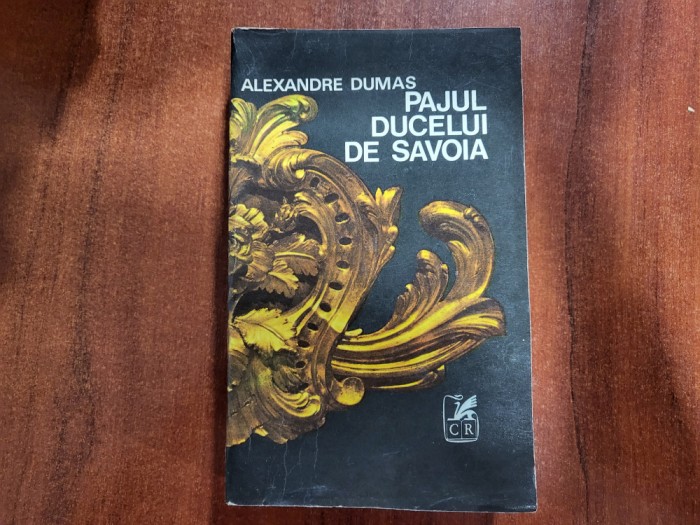 ALEXANDRE DUMAS
PAJUL
DUCELUI
DE SAVOIA
CR